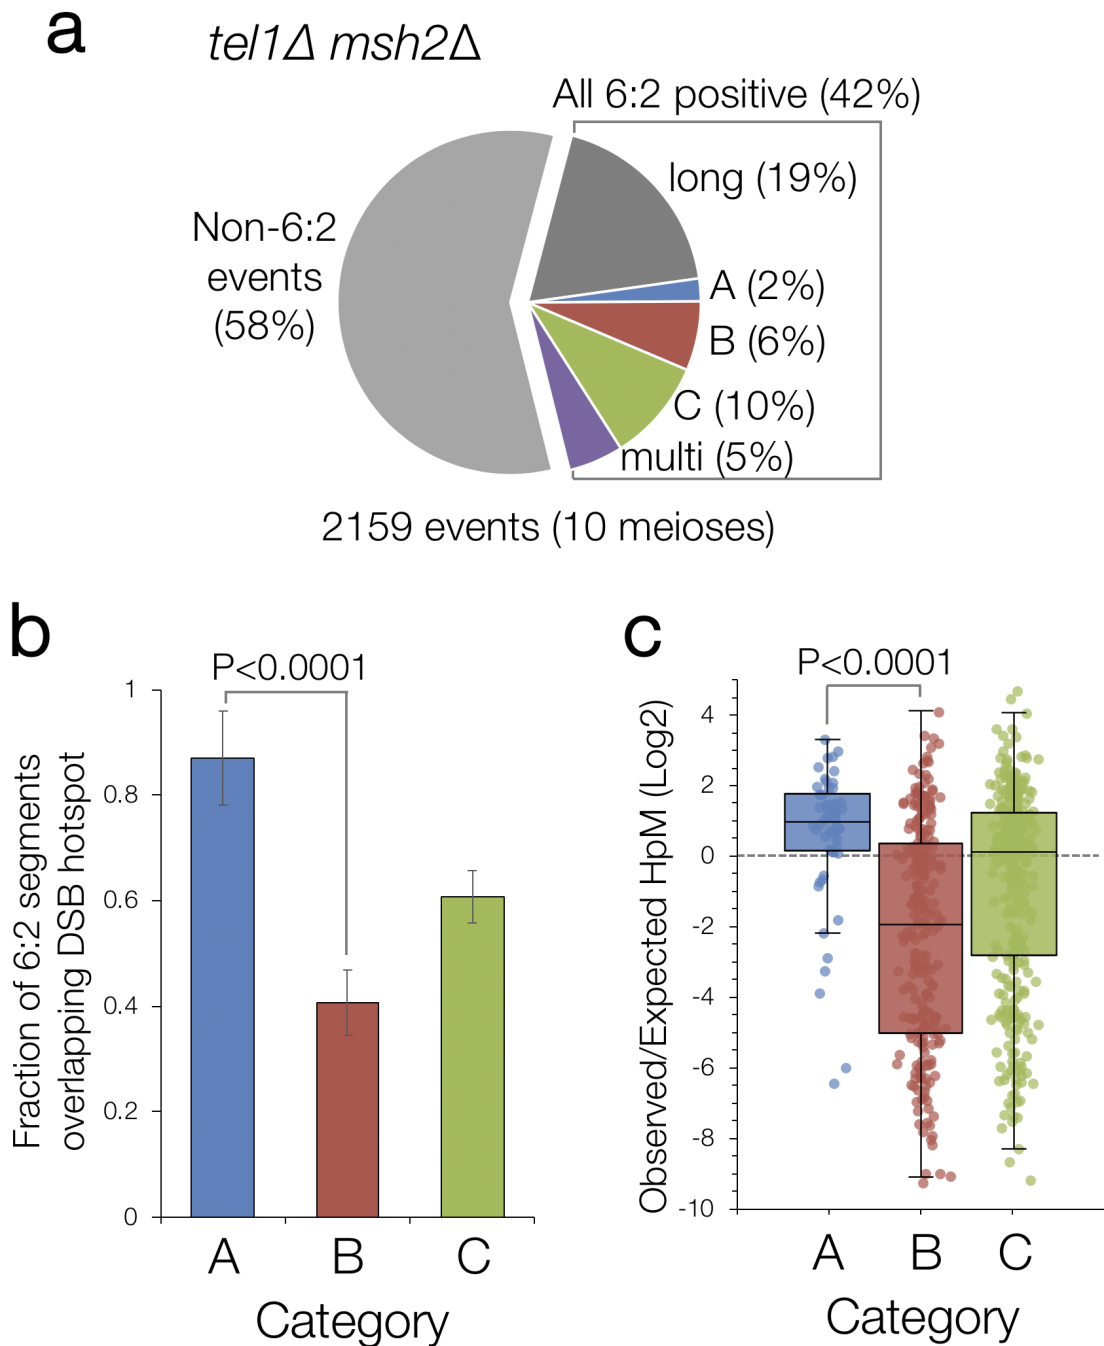 a
tel1Δ msh2Δ
All 6:2 positive (42%)
long (19%)
Non-6:2
events
(58%)
A (2%)
B (6%)
C (10%)
multi (5%)
2159 events (10 meioses)
b
P<0.0001
Fraction of 6:2 segments
overlapping DSB hotspot
1
0.8
0.6
0.4
0.2
0
A B C
Category
c
P<0.0001
Observed/Expected HpM (Log2)
4
2
0
-2
-4
-6
-8
-10
A B C
Category